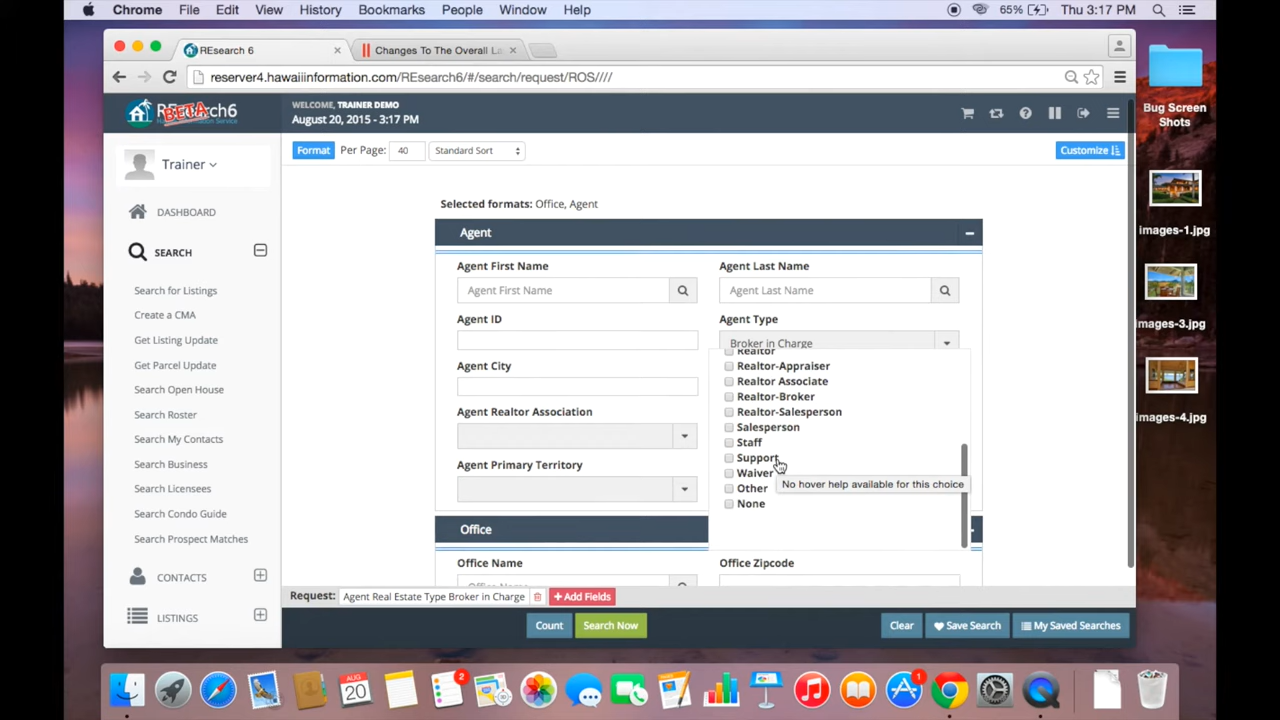 Chrome File Edit View History Bookmarks People Window Help 65% Thu 3:17 PM
REsearch 6 Changes To The Overall La
reserver4.hawaiiinformation.com/REsearch6/#/search/request/ROS////
REsearch6
BETA
WELCOME, TRAINER DEMO
August 20, 2015 - 3:17 PM
Bug Screen
Shots
Format Per Page: 40 Standard Sort Customize
Trainer
Selected formats: Office, Agent
DASHBOARD
Agent
images-1.jpg
SEARCH
Agent First Name Agent Last Name
Search for Listings
Agent First Name Agent Last Name
Create a CMA
Agent ID Agent Type
images-3.jpg
Get Listing Update
Broker in Charge
Realtor
Get Parcel Update
Agent City
Realtor-Appraiser
Realtor Associate
Search Open House
Realtor-Broker
Search Roster
Agent Realtor Association
Realtor-Salesperson
images-4.jpg
Salesperson
Search My Contacts
Staff
Search Business
Agent Primary Territory
Support
Waiver
No hover help available for this choice
Search Licensees
Other
None
Search Condo Guide
Office
Search Prospect Matches
Office Name Office Zipcode
CONTACTS
Office Name
Request: Agent Real Estate Type Broker in Charge + Add Fields
LISTINGS
Count Search Now Clear Save Search My Saved Searches
AUG
20
2
1